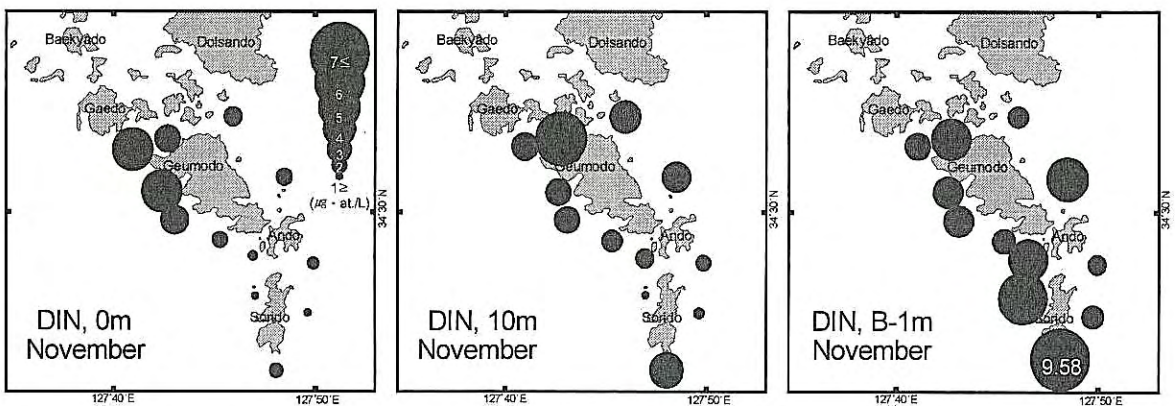 Baekyado
Dolsando
7≤
6
5
4
3
2
1≥
(㎍ - at./L)
Gaedo
Geumodo
Ando
Sorido
DIN, 0m
November
34°30'N
127°40'E
127°50'E
Baekyado
Dolsando
Gaedo
Geumodo
Ando
Sorido
DIN, 10m
November
34°30'N
127°40'E
127°50'E
Baekyado
Dolsando
Gaedo
Geumodo
Ando
Sorido
DIN, B-1m
November
9.58
34°30'N
127°40'E
127°50'E